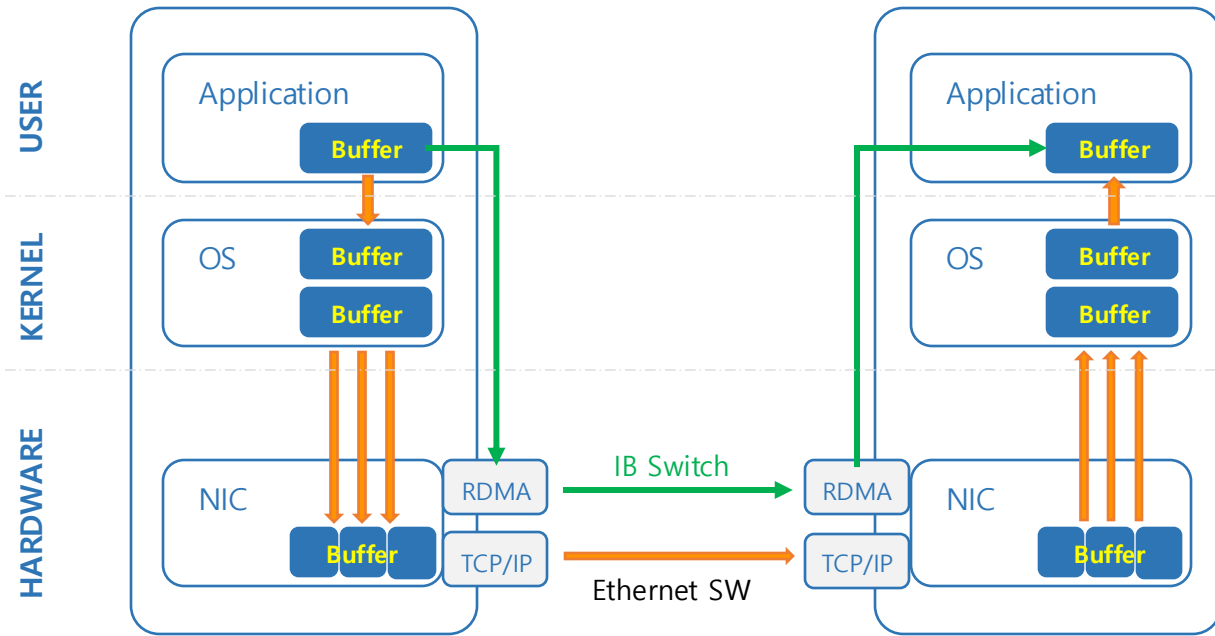 USER
Application
Buffer
Application
Buffer
KERNEL
OS
Buffer
Buffer
OS
Buffer
Buffer
HARDWARE
NIC
Buffer
RDMA
TCP/IP
IB Switch
Ethernet SW
RDMA
TCP/IP
NIC
Buffer